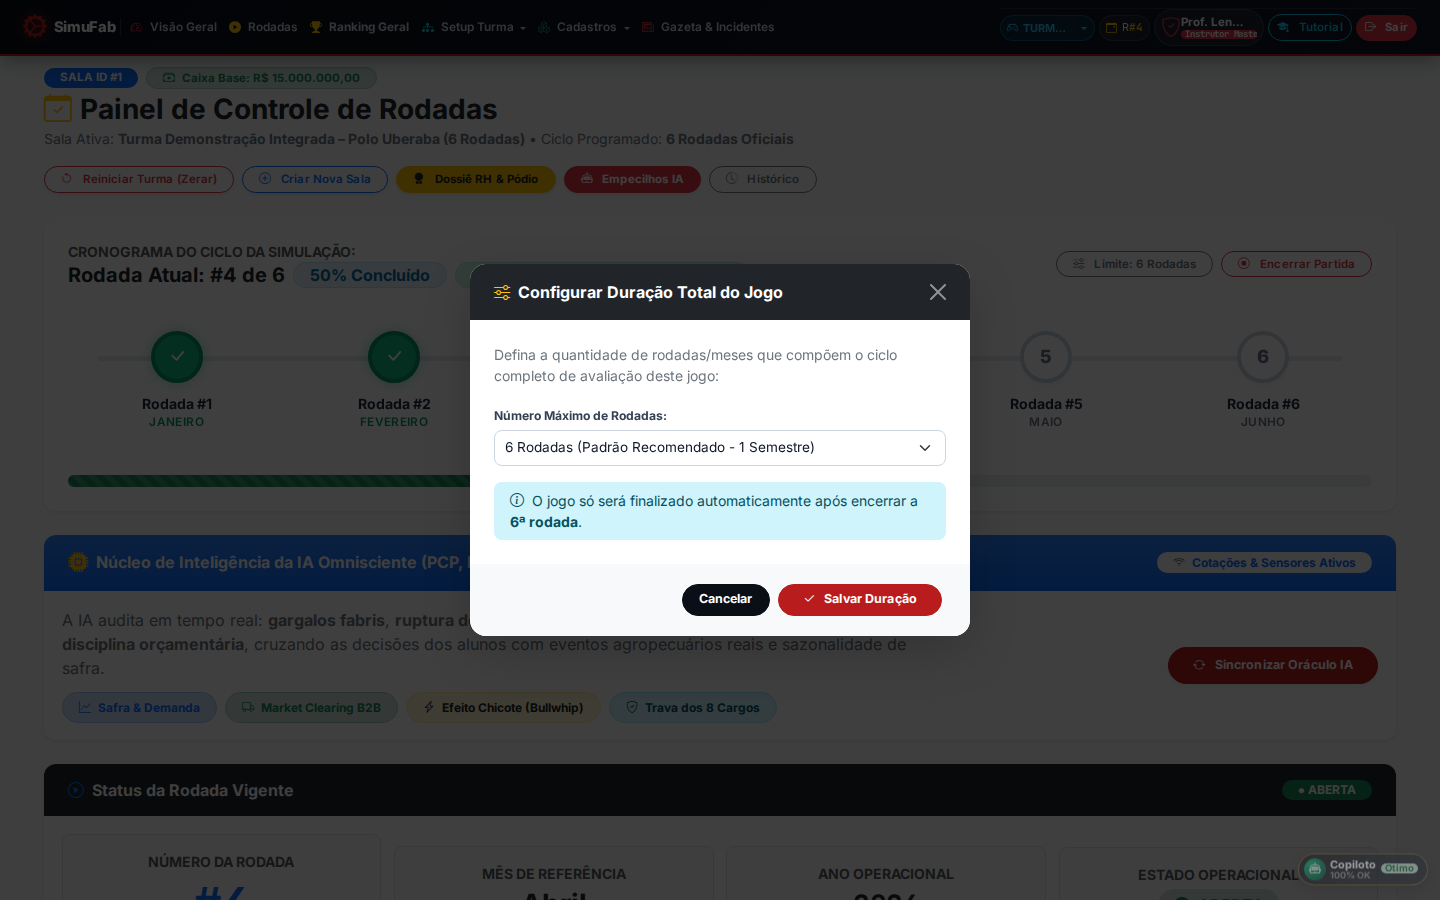 SimuFab
Visão Geral
Rodadas
Ranking Geral
Setup Turma
Cadastros
Gazeta & Incidentes
TURM...
R#4
Prof. Len...
Instrutor Maste
Tutorial
Sair
SALA ID #1
Caixa Base: R$ 15.000.000,00
Painel de Controle de Rodadas
Sala Ativa: Turma Demonstração Integrada – Polo Uberaba (6 Rodadas) • Ciclo Programado: 6 Rodadas Oficiais
Reiniciar Turma (Zerar)
Criar Nova Sala
Dossiê RH & Pódio
Empecilhos IA
Histórico
CRONOGRAMA DO CICLO DA SIMULAÇÃO:
Rodada Atual: #4 de 6
50% Concluído
Limite: 6 Rodadas
Encerrar Partida
Rodada #1
JANEIRO
Rodada #2
FEVEREIRO
5
Rodada #5
MAIO
6
Rodada #6
JUNHO
Configurar Duração Total do Jogo
Defina a quantidade de rodadas/meses que compõem o ciclo
completo de avaliação deste jogo:
Número Máximo de Rodadas:
6 Rodadas (Padrão Recomendado - 1 Semestre)
O jogo só será finalizado automaticamente após encerrar a
6ª rodada.
Cancelar
Salvar Duração
Núcleo de Inteligência da IA Omnisciente (PCP,
Cotações & Sensores Ativos
A IA audita em tempo real: gargalos fabris, ruptura d
disciplina orçamentária, cruzando as decisões dos alunos com eventos agropecuários reais e sazonalidade de
safra.
Sincronizar Oráculo IA
Safra & Demanda
Market Clearing B2B
Efeito Chicote (Bullwhip)
Trava dos 8 Cargos
Status da Rodada Vigente
● ABERTA
NÚMERO DA RODADA
#4
MÊS DE REFERÊNCIA
Abril
ANO OPERACIONAL
ESTADO OPERACIONAL
Copiloto
100% OK
Ótimo